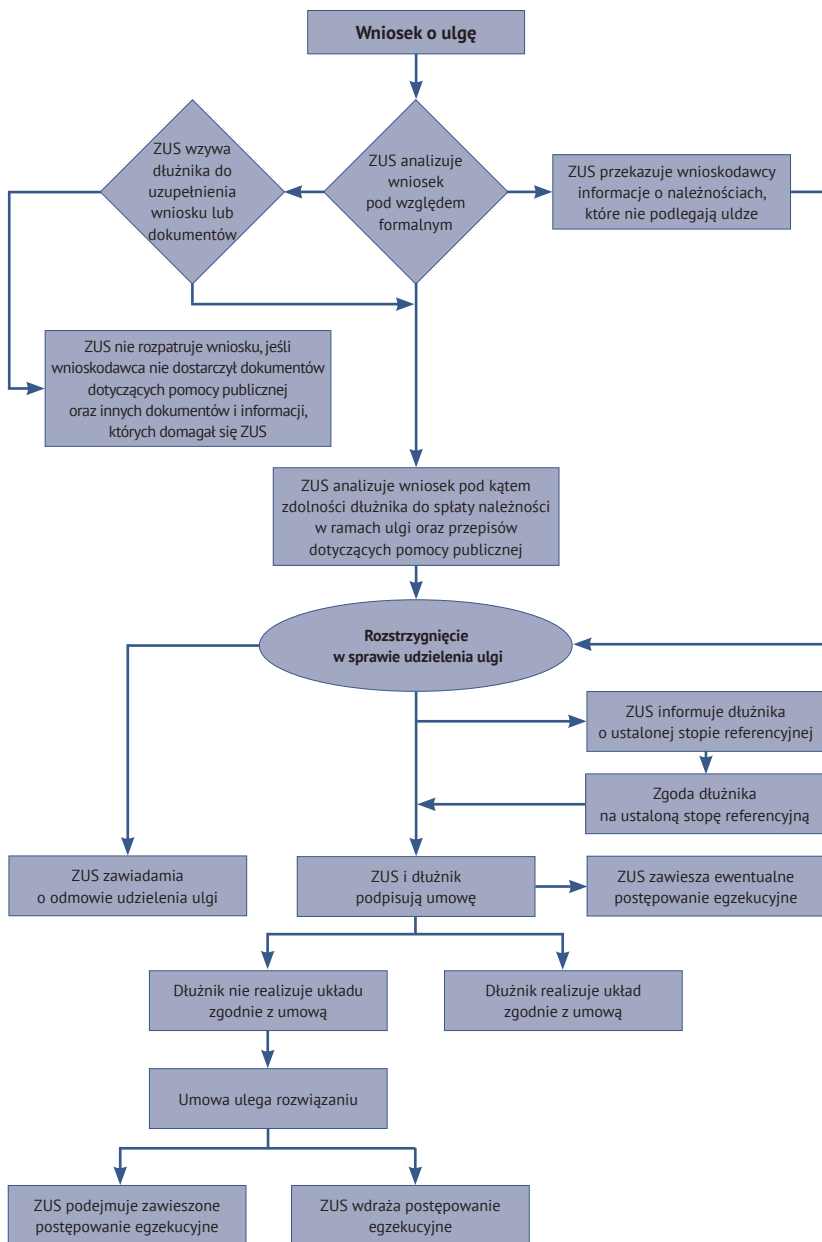 Wniosek o ulgę
ZUS wzywa
dłużnika do
uzupełnienia
wniosku lub
dokumentów
ZUS analizuje
wniosek
pod względem
formalnym
ZUS przekazuje wnioskodawcy
informacje o należnościach,
które nie podlegają uldze
ZUS nie rozpatruje wniosku, jeśli
wnioskodawca nie dostarczył dokumentów
dotyczących pomocy publicznej
oraz innych dokumentów i informacji,
których domagał się ZUS
ZUS analizuje wniosek pod kątem
zdolności dłużnika do spłaty należności
w ramach ulgi oraz przepisów
dotyczących pomocy publicznej
Rozstrzygnięcie
w sprawie udzielenia ulgi
ZUS informuje dłużnika
o ustalonej stopie referencyjnej
Zgoda dłużnika
na ustaloną stopę referencyjną
ZUS zawiadamia
o odmowie udzielenia ulgi
ZUS i dłużnik
podpisują umowę
ZUS zawiesza ewentualne
postępowanie egzekucyjne
Dłużnik nie realizuje układu
zgodnie z umową
Dłużnik realizuje układ
zgodnie z umową
Umowa ulega rozwiązaniu
ZUS podejmuje zawieszone
postępowanie egzekucyjne
ZUS wdraża postępowanie
egzekucyjne